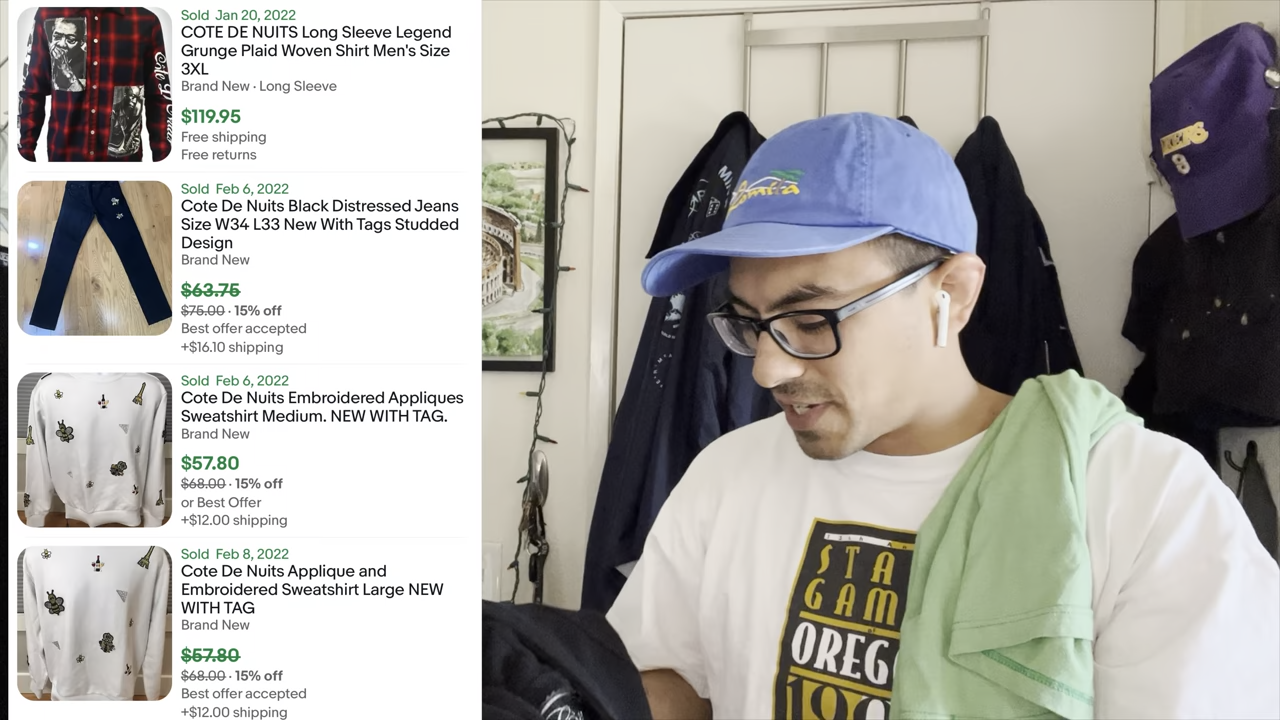 Sold Jan 20, 2022
COTE DE NUITS Long Sleeve Legend
Grunge Plaid Woven Shirt Men's Size
3XL
Brand New · Long Sleeve
$119.95
Free shipping
Free returns
Sold Feb 6, 2022
Cote De Nuits Black Distressed Jeans
Size W34 L33 New With Tags Studded
Design
Brand New
$63.75
$75.00 · 15% off
Best offer accepted
+$16.10 shipping
Sold Feb 6, 2022
Cote De Nuits Embroidered Appliques
Sweatshirt Medium. NEW WITH TAG.
Brand New
$57.80
$68.00 · 15% off
or Best Offer
+$12.00 shipping
Sold Feb 8, 2022
Cote De Nuits Applique and
Embroidered Sweatshirt Large NEW
WITH TAG
Brand New
$57.80
$68.00 · 15% off
Best offer accepted
+$12.00 shipping
STA
GAM
OREG
8